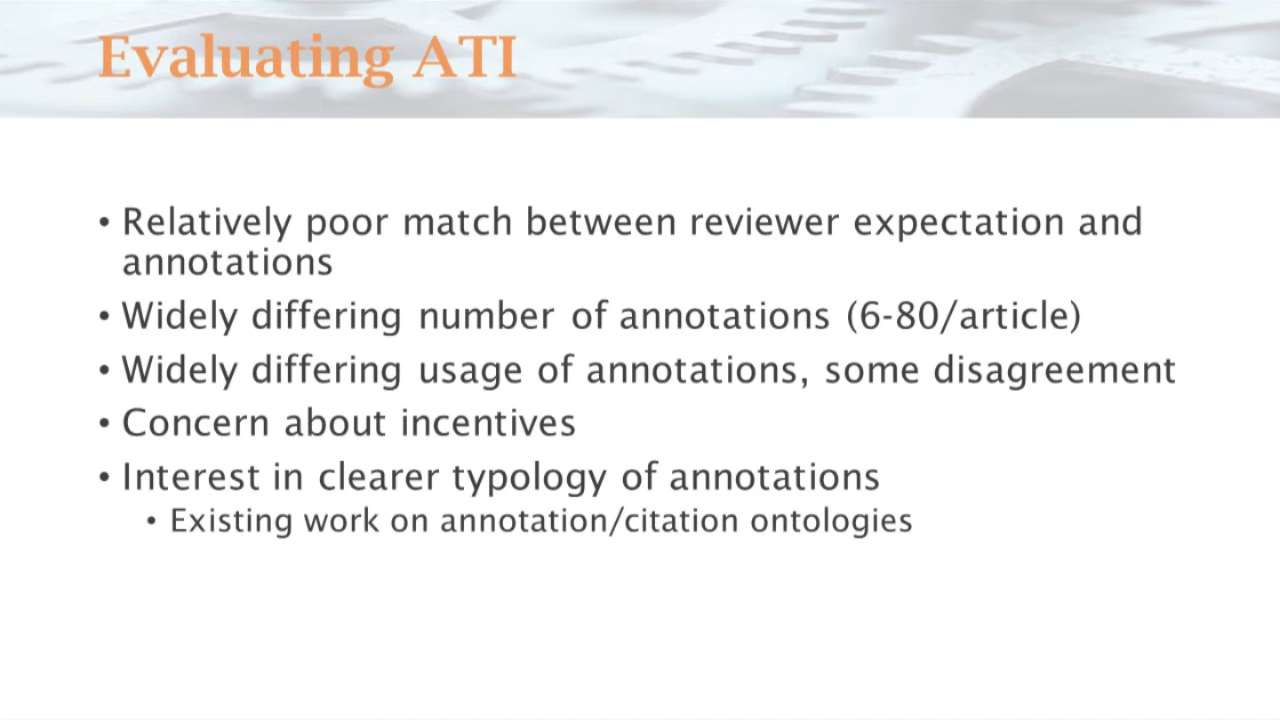 Evaluating ATI
• Relatively poor match between reviewer expectation and
annotations
• Widely differing number of annotations (6-80/article)
• Widely differing usage of annotations, some disagreement
• Concern about incentives
• Interest in clearer typology of annotations
• Existing work on annotation/citation ontologies